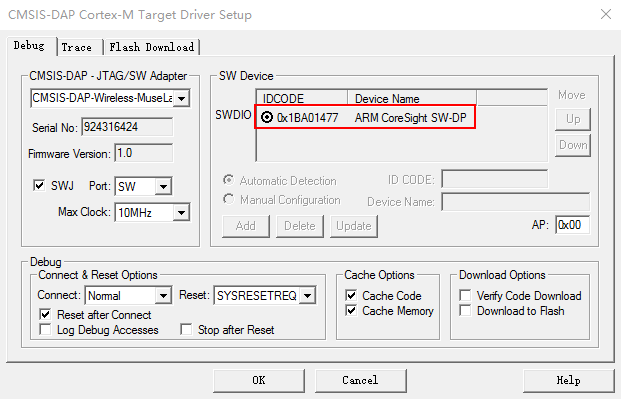 CMSIS-DAP Cortex-M Target Driver Setup
Debug Trace Flash Download
CMSIS-DAP - JTAG/SW Adapter
CMSIS-DAP-Wireless-MuseLa
Serial No: 924316424
Firmware Version: 1.0
SWJ Port: SW
Max Clock: 10MHz
SW Device
IDCODE Device Name
SWDIO 0x1BA01477 ARM CoreSight SW-DP
Move
Up
Down
Automatic Detection ID CODE:
Manual Configuration Device Name:
Add Delete Update AP: 0x00
Debug
Connect & Reset Options
Connect: Normal Reset: SYSRESETREQ
Reset after Connect
Log Debug Accesses Stop after Reset
Cache Options
Cache Code
Cache Memory
Download Options
Verify Code Download
Download to Flash
OK Cancel Help